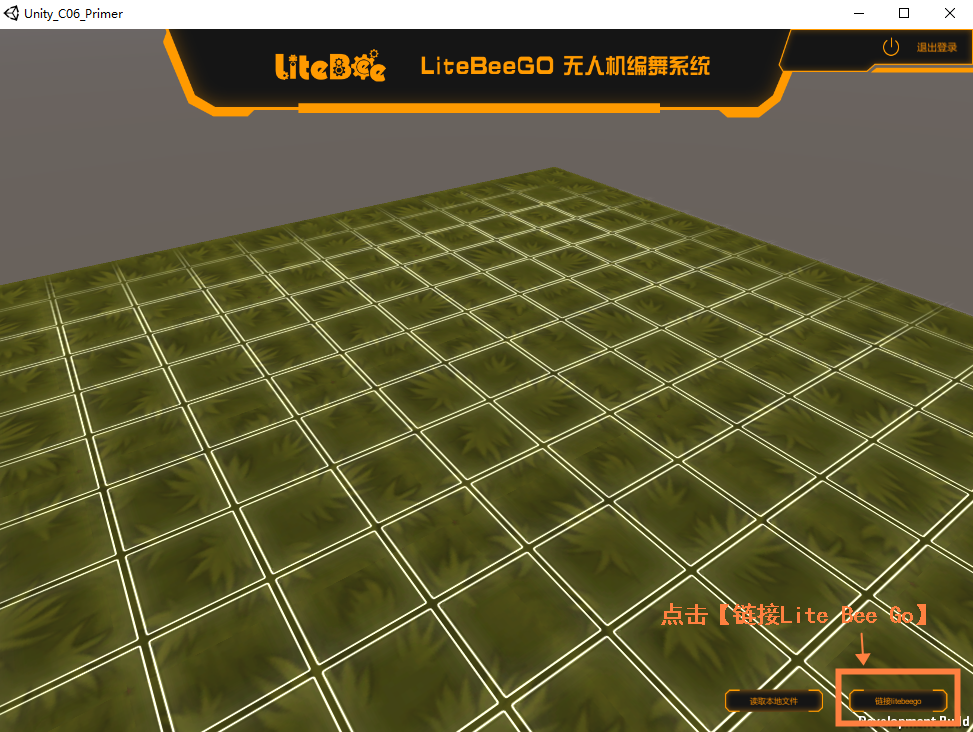 Unity_C06_Primer
LiteBee
LiteBeeGO 无人机编舞系统
退出登录
点击【链接Lite Bee Go】
读取本地文件
链接litebeego
Development Build